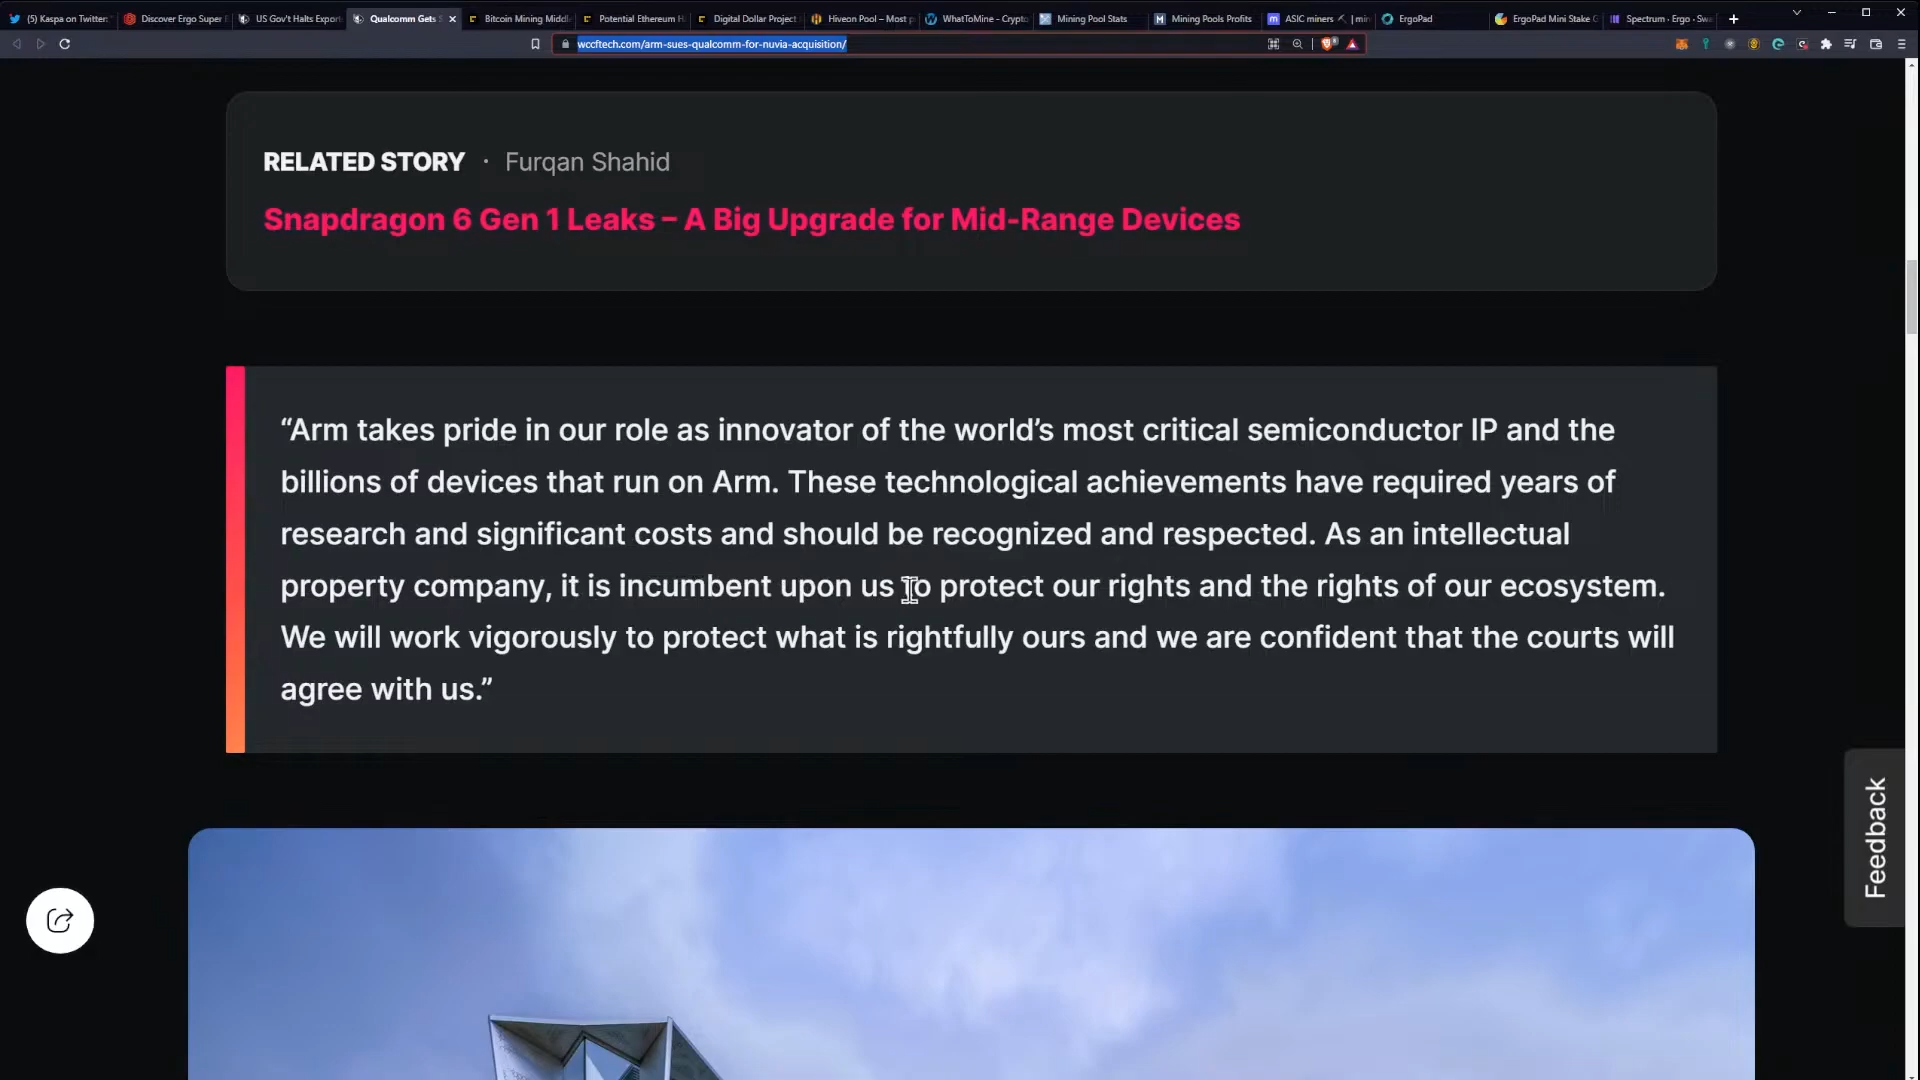 (5) Kaspa on Twitter:
Discover Ergo Super
US Gov't Halts Export
Qualcomm Gets S
Bitcoin Mining Middl
Potential Ethereum H
Digital Dollar Project
Hiveon Pool – Most p
WhatToMine - Crypto
Mining Pool Stats
Mining Pools Profits
ASIC miners ⛏ | min
ErgoPad
ErgoPad Mini Stake
Spectrum · Ergo · Sw
wccftech.com/arm-sues-qualcomm-for-nuvia-acquisition/
RELATED STORY · Furqan Shahid
Snapdragon 6 Gen 1 Leaks – A Big Upgrade for Mid-Range Devices
“Arm takes pride in our role as innovator of the world’s most critical semiconductor IP and the
billions of devices that run on Arm. These technological achievements have required years of
research and significant costs and should be recognized and respected. As an intellectual
property company, it is incumbent upon us to protect our rights and the rights of our ecosystem.
We will work vigorously to protect what is rightfully ours and we are confident that the courts will
agree with us.”
Feedback